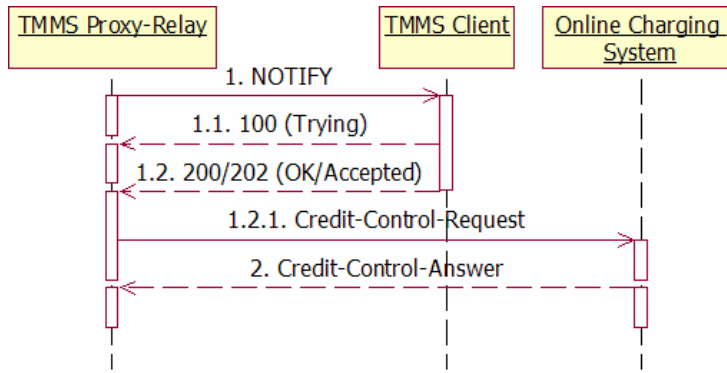 TMMS Proxy-Relay
TMMS Client
Online Charging
System
1. NOTIFY
1.1. 100 (Trying)
1.2. 200/202 (OK/Accepted)
1.2.1. Credit-Control-Request
2. Credit-Control-Answer